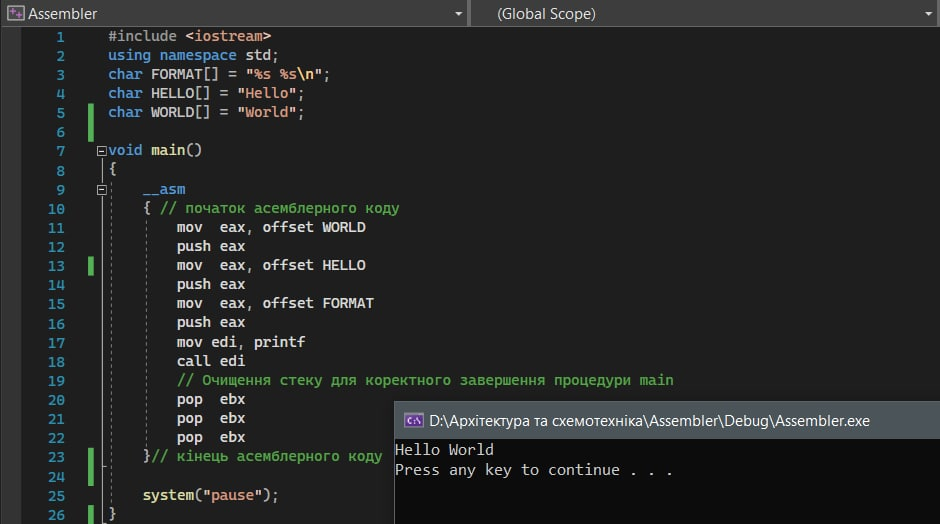 Assembler (Global Scope)
1 #include <iostream>
2 using namespace std;
3 char FORMAT[] = "%s %s\n";
4 char HELLO[] = "Hello";
5 char WORLD[] = "World";
6
7 void main()
8 {
9 __asm
10 { // початок асемблерного коду
11 mov eax, offset WORLD
12 push eax
13 mov eax, offset HELLO
14 push eax
15 mov eax, offset FORMAT
16 push eax
17 mov edi, printf
18 call edi
19 // Очищення стеку для коректного завершення процедури main
20 pop ebx
21 pop ebx
22 pop ebx
23 }// кінець асемблерного коду
24
25 system("pause");
26 }
D:\Архітектура та схемотехніка\Assembler\Debug\Assembler.exe
Hello World
Press any key to continue . . .